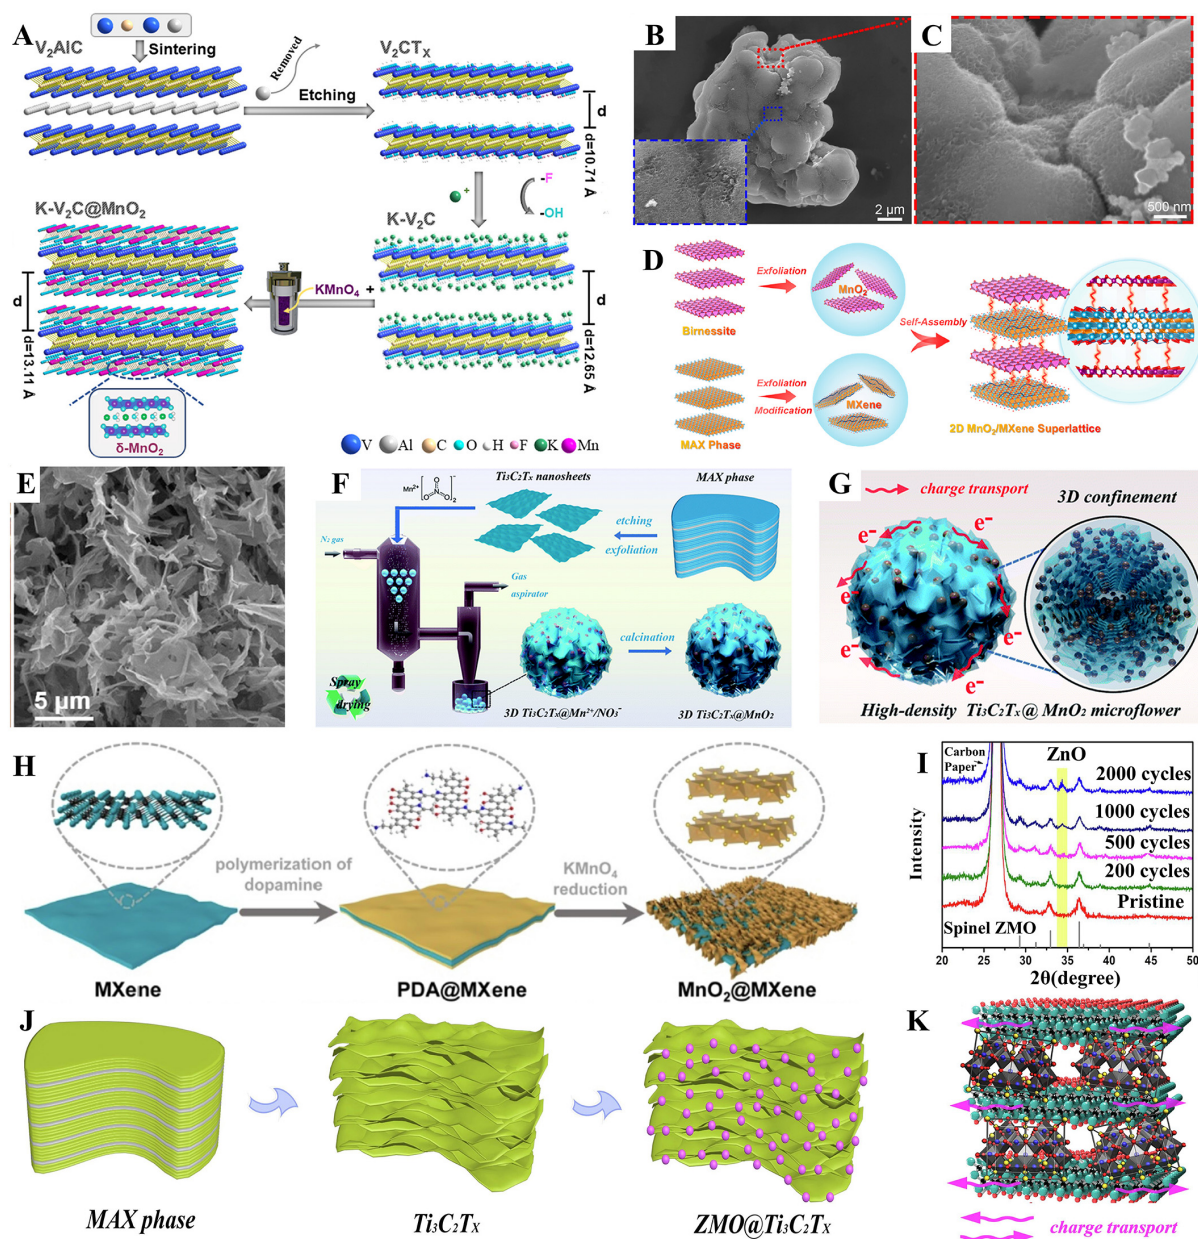 A
V₂AlC
Sintering
Removed
Etching
V₂CTₓ
d
d=10.71 Å
+
-F
-OH
K-V₂C@MnO₂
K-V₂C
KMnO₄ +
d
d=13.11 Å
d
d=12.65 Å
δ-MnO₂
V Al C O H F K Mn
B
2 μm
C
500 nm
D
Birnessite
Exfoliation
MnO₂
Self-Assembly
MAX Phase
Exfoliation
Modification
MXene
2D MnO₂/MXene Superlattice
E
5 μm
F
Mn²⁺ [O N O O]₂⁻
Ti₃C₂Tₓ nanosheets
MAX phase
etching
exfoliation
N₂ gas
Gas
aspirator
calcination
Spray
drying
3D Ti₃C₂Tₓ@Mn²⁺/NO₃⁻
3D Ti₃C₂Tₓ@MnO₂
G
charge transport
3D confinement
e⁻
e⁻
e⁻
e⁻
e⁻
e⁻
High-density Ti₃C₂Tₓ@MnO₂ microflower
H
polymerization of
dopamine
KMnO₄
reduction
MXene
PDA@MXene
MnO₂@MXene
I
Carbon
Paper
ZnO
2000 cycles
1000 cycles
500 cycles
200 cycles
Pristine
Spinel ZMO
Intensity
20 25 30 35 40 45 50
2θ(degree)
J
MAX phase
Ti₃C₂Tₓ
ZMO@Ti₃C₂Tₓ
K
charge transport